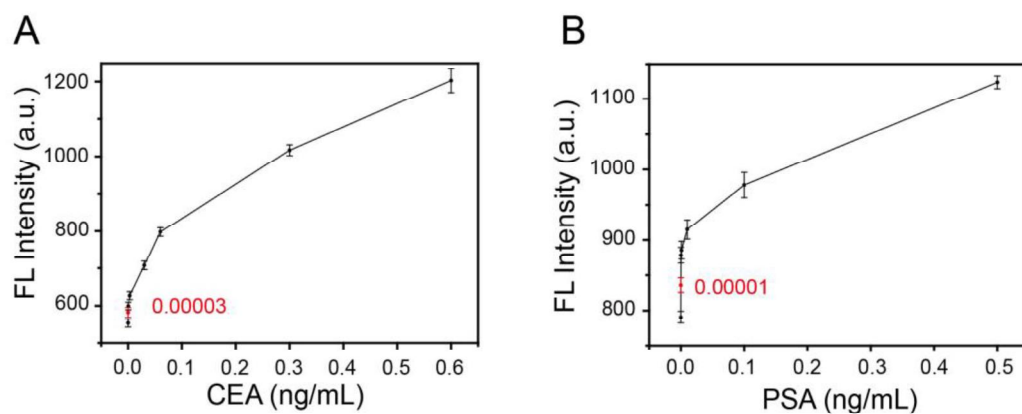 A
FL Intensity (a.u.)
1200
1000
800
600
0.00003
0.0 0.1 0.2 0.3 0.4 0.5 0.6
CEA (ng/mL)
B
FL Intensity (a.u.)
1100
1000
900
800
0.00001
0.0 0.1 0.2 0.3 0.4 0.5
PSA (ng/mL)